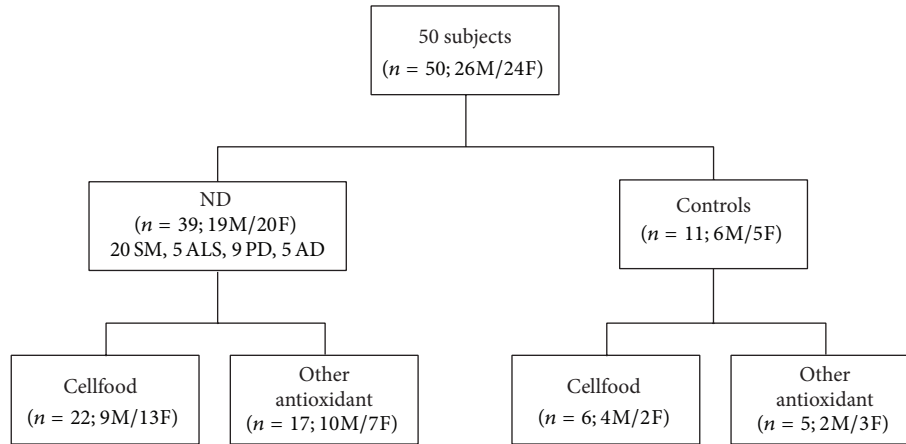 50 subjects
(n = 50; 26M/24F)
ND
(n = 39; 19M/20F)
20 SM, 5 ALS, 9 PD, 5 AD
Controls
(n = 11; 6M/5F)
Cellfood
(n = 22; 9M/13F)
Other
antioxidant
(n = 17; 10M/7F)
Cellfood
(n = 6; 4M/2F)
Other
antioxidant
(n = 5; 2M/3F)